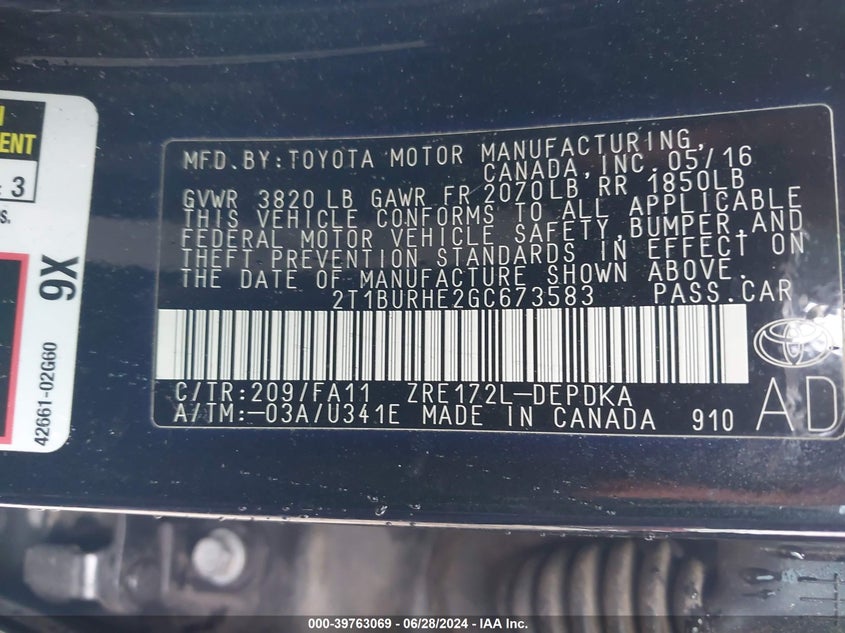 ENT
: 3
s.
9X
42661-02G60
MFD.BY:TOYOTA MOTOR MANUFACTURING,
CANADA,INC.05/16
GVWR 3820 LB GAWR FR 2070LB RR 1850LB
THIS VEHICLE CONFORMS TO ALL APPLICABLE
FEDERAL MOTOR VEHICLE SAFETY,BUMPER,AND
THEFT PREVENTION STANDARDS IN EFFECT ON
THE DATE OF MANUFACTURE SHOWN ABOVE.
2T1BURHE2GC673583 PASS.CAR
C/TR:209/FA11 ZRE172L-DEPDKA
A/TM:-03A/U341E MADE IN CANADA 910
AD
000-39763069 - 06/28/2024 - IAA Inc.